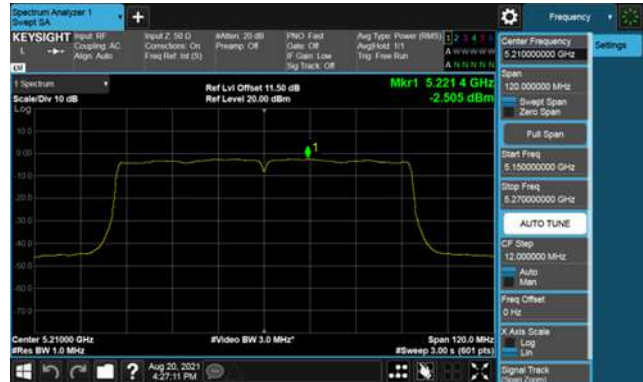 Spectrum Analyzer 1
Swept SA
+
Frequency
KEYSIGHT
Input: RF
Coupling: AC
Align: Auto
Input Z: 50 Ω
Corrections: On
Freq Ref: Int (S)
#Atten: 20 dB
Preamp: Off
PNO: Fast
Gate: Off
IF Gain: Low
Sig Track: Off
Avg Type: Power (RMS)
Avg|Hold: 1/1
Trig: Free Run
1 2 3 4 5 6
A W W W W W
A N N N N N
L
LXI
1 Spectrum
Scale/Div 10 dB
Log
Ref Lvl Offset 11.50 dB
Ref Level 20.00 dBm
Mkr1 5.221 4 GHz
-2.505 dBm
1
10.0
0.00
-10.0
-20.0
-30.0
-40.0
-50.0
-60.0
-70.0
Center 5.21000 GHz
#Res BW 1.0 MHz
#Video BW 3.0 MHz*
Span 120.0 MHz
#Sweep 3.00 s (601 pts)
Center Frequency
5.210000000 GHz
Settings
Span
120.000000 MHz
Swept Span
Zero Span
Full Span
Start Freq
5.150000000 GHz
Stop Freq
5.270000000 GHz
AUTO TUNE
CF Step
12.000000 MHz
Auto
Man
Freq Offset
0 Hz
X Axis Scale
Log
Lin
Signal Track
(Span Zoom)
?
Aug 20, 2021
4:27:11 PM